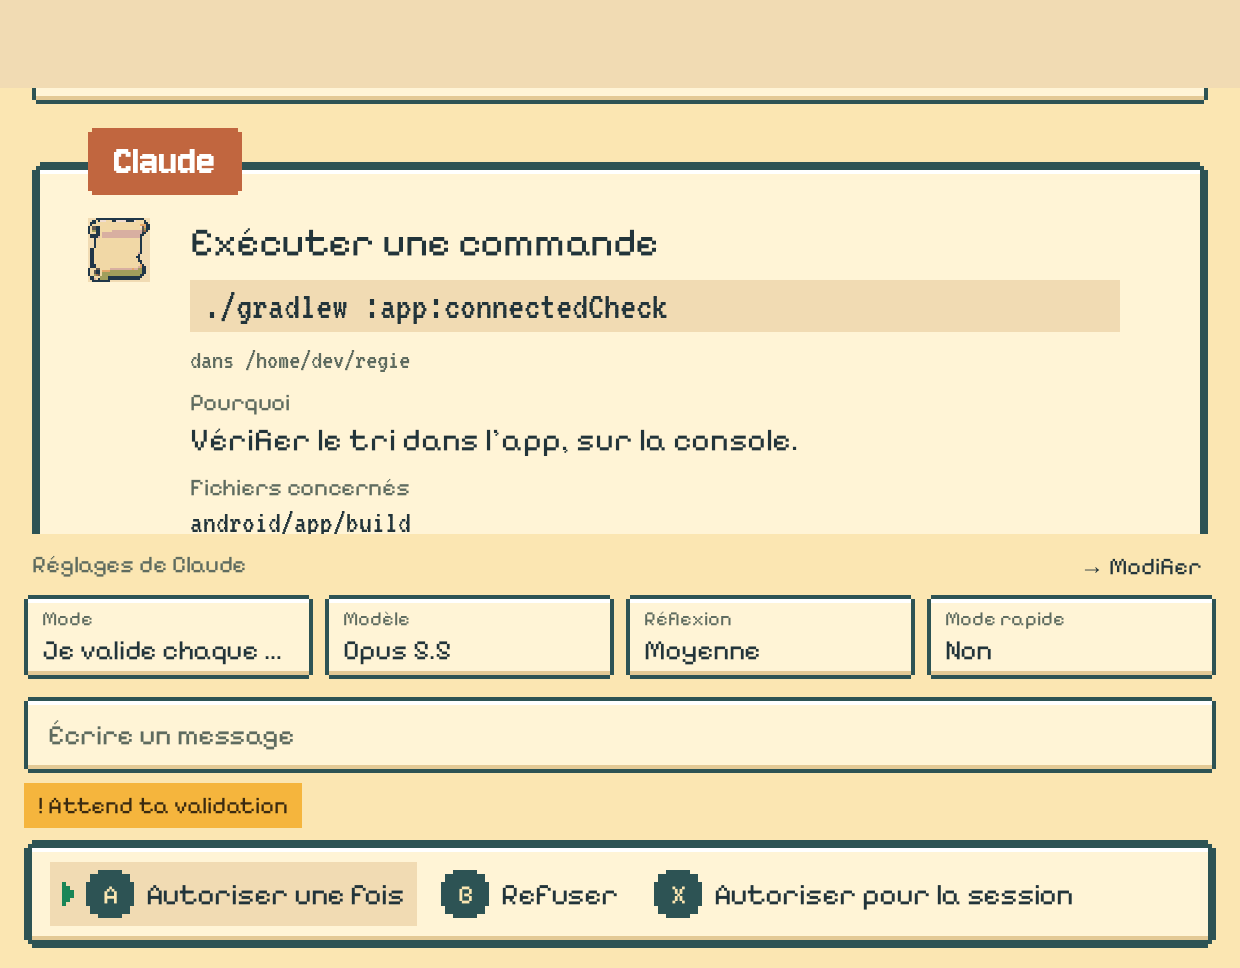 Claude
Exécuter une commande
./gradlew :app:connectedCheck
dans /home/dev/regie
Pourquoi
Vérifier le tri dans l'app, sur la console.
Fichiers concernés
android/app/build
Réglages de Claude
→ Modifier
Mode
Je valide chaque ...
Modèle
Opus S.S
Réflexion
Moyenne
Mode rapide
Non
Écrire un message
! Attend ta validation
A Autoriser une fois
B Refuser
X Autoriser pour la session